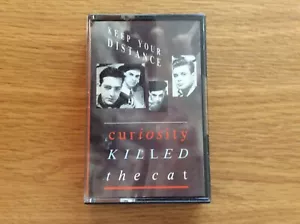 KEEP YOUR
DISTANCE
curiosity
KILLED
the cat